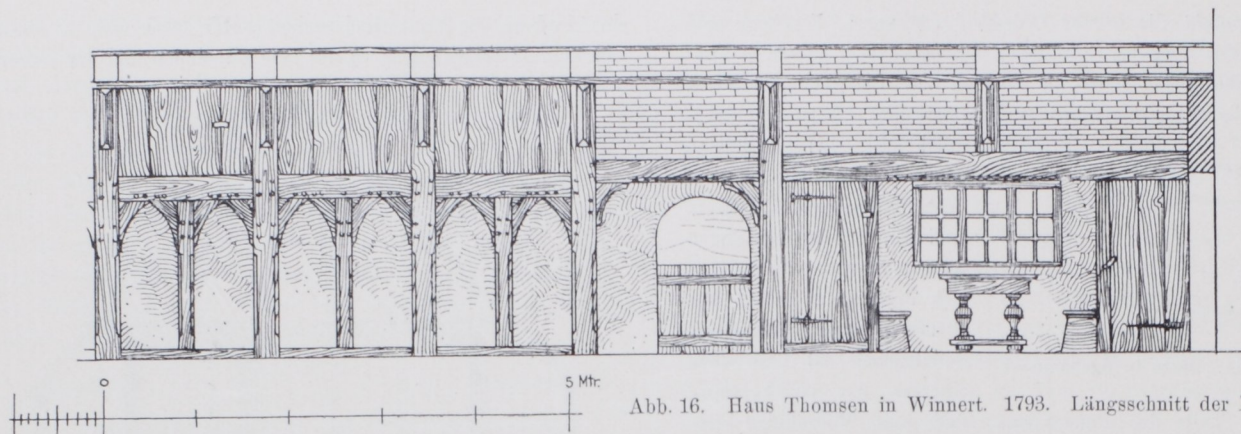 0 5 Mtr.
Abb. 16. Haus Thomsen in Winnert. 1793. Längsschnitt der